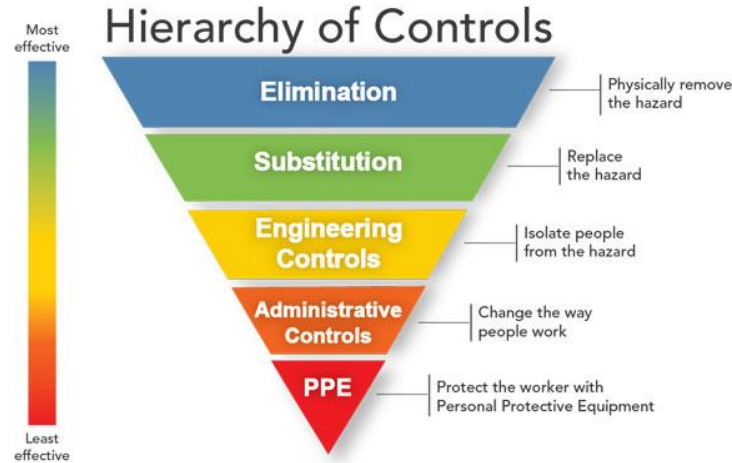 Hierarchy of Controls
Most
effective
Elimination
Physically remove
the hazard
Substitution
Replace
the hazard
Engineering
Controls
Isolate people
from the hazard
Administrative
Controls
Change the way
people work
PPE
Protect the worker with
Personal Protective Equipment
Least
effective